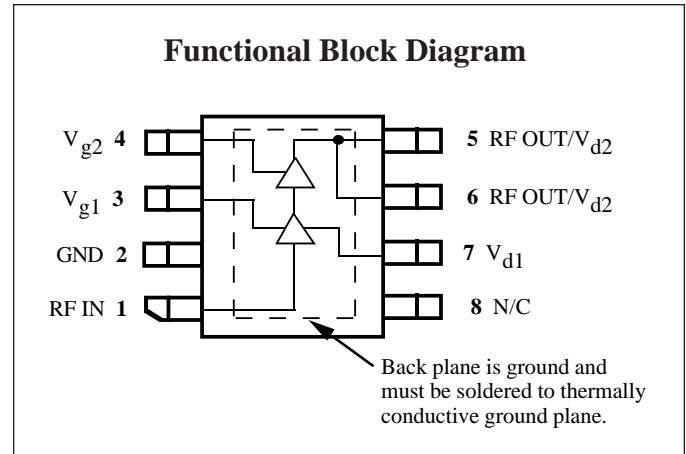 Functional Block Diagram
Vg2 4
5 RF OUT/Vd2
Vg1 3
6 RF OUT/Vd2
GND 2
7 Vd1
RF IN 1
8 N/C
Back plane is ground and
must be soldered to thermally
conductive ground plane.